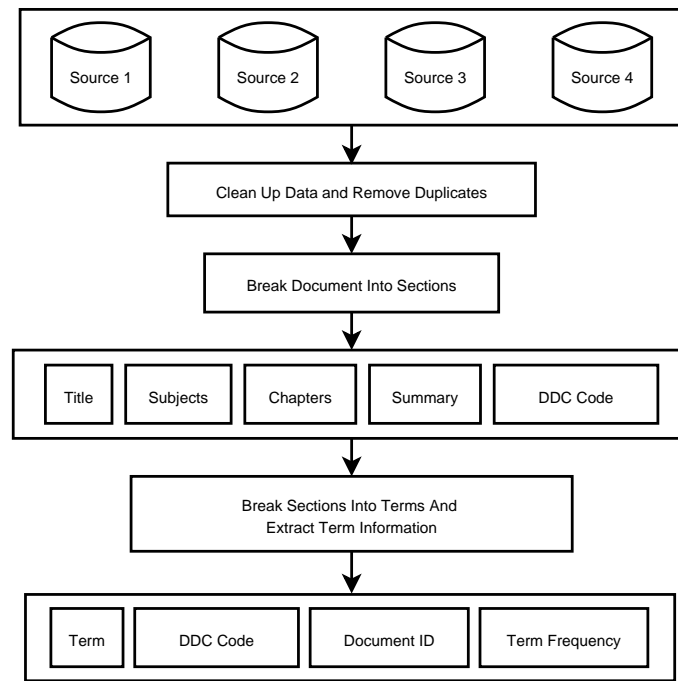 Source 1
Source 2
Source 3
Source 4
Clean Up Data and Remove Duplicates
Break Document Into Sections
Title
Subjects
Chapters
Summary
DDC Code
Break Sections Into Terms And
Extract Term Information
Term
DDC Code
Document ID
Term Frequency